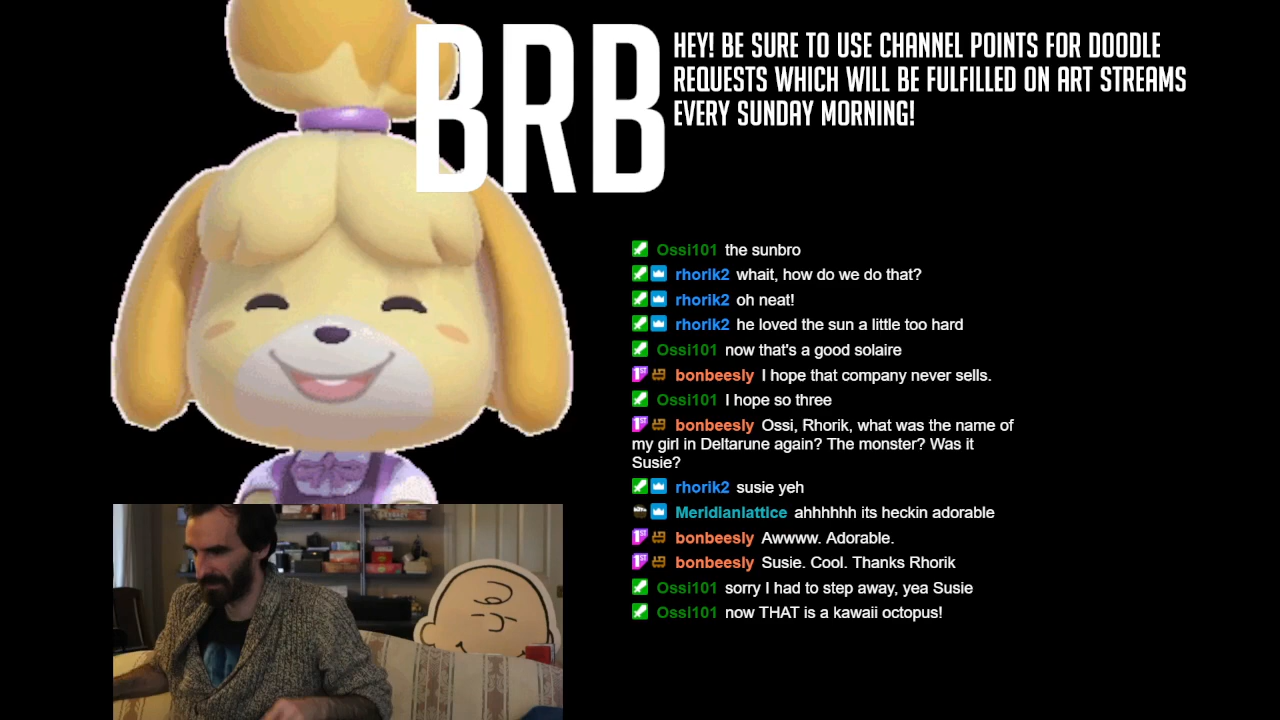 BRB
HEY! BE SURE TO USE CHANNEL POINTS FOR DOODLE
REQUESTS WHICH WILL BE FULFILLED ON ART STREAMS
EVERY SUNDAY MORNING!
Ossi101 the sunbro
rhorik2 whait, how do we do that?
rhorik2 oh neat!
rhorik2 he loved the sun a little too hard
Ossi101 now that's a good solaire
1ST bonbeesly I hope that company never sells.
Ossi101 I hope so three
1ST bonbeesly Ossi, Rhorik, what was the name of
my girl in Deltarune again? The monster? Was it
Susie?
rhorik2 susie yeh
Meridianlattice ahhhhhh its heckin adorable
1ST bonbeesly Awwww. Adorable.
1ST bonbeesly Susie. Cool. Thanks Rhorik
Ossi101 sorry I had to step away, yea Susie
Ossi101 now THAT is a kawaii octopus!